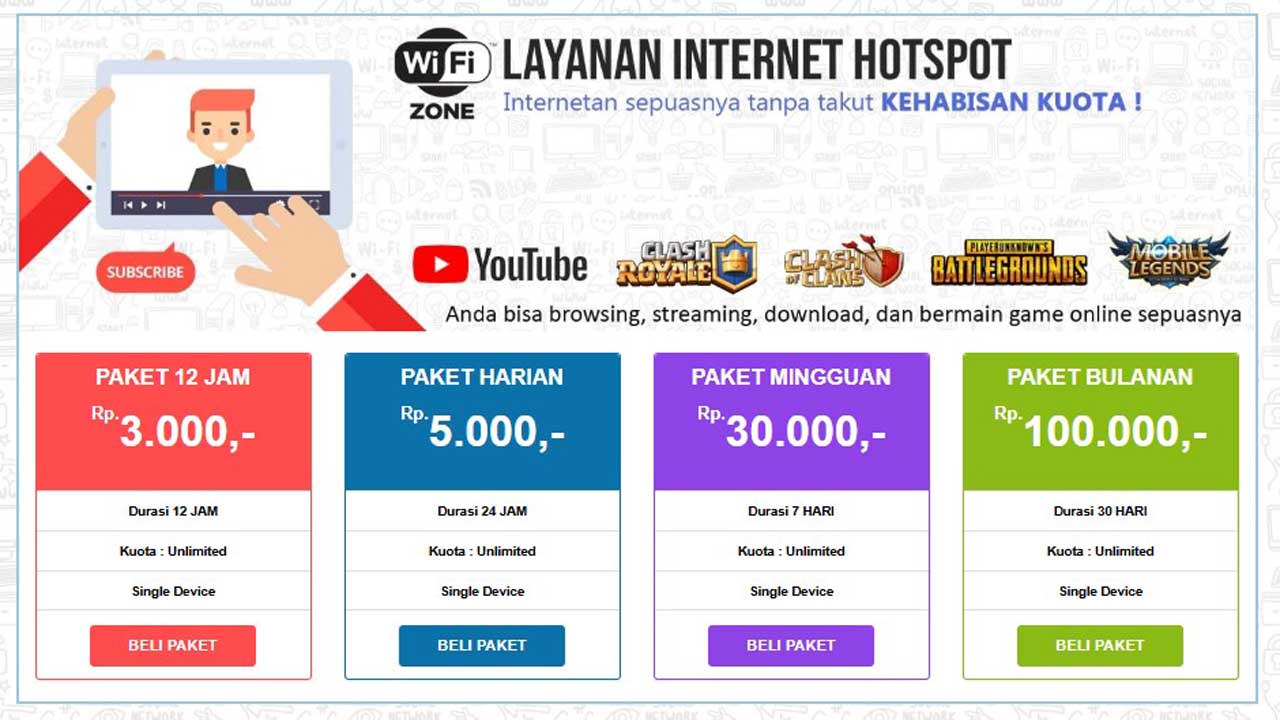 WiFi
ZONE
LAYANAN INTERNET HOTSPOT
Internetan sepuasnya tanpa takut KEHABISAN KUOTA !
SUBSCRIBE
YouTube
CLASH ROYALE
CLASH OF CLANS
PLAYERUNKNOWN'S BATTLEGROUNDS
MOBILE LEGENDS
Anda bisa browsing, streaming, download, dan bermain game online sepuasnya
PAKET 12 JAM
Rp. 3.000,-
Durasi 12 JAM
Kuota : Unlimited
Single Device
BELI PAKET
PAKET HARIAN
Rp. 5.000,-
Durasi 24 JAM
Kuota : Unlimited
Single Device
BELI PAKET
PAKET MINGGUAN
Rp. 30.000,-
Durasi 7 HARI
Kuota : Unlimited
Single Device
BELI PAKET
PAKET BULANAN
Rp. 100.000,-
Durasi 30 HARI
Kuota : Unlimited
Single Device
BELI PAKET